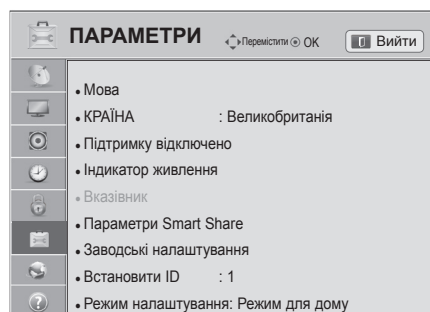 ПАРАМЕТРИ Перемістити OK Вийти
• Мова
• КРАЇНА : Великобританія
• Підтримку відключено
• Індикатор живлення
• Вказівник
• Параметри Smart Share
• Заводські налаштування
• Встановити ID : 1
• Режим налаштування: Режим для дому